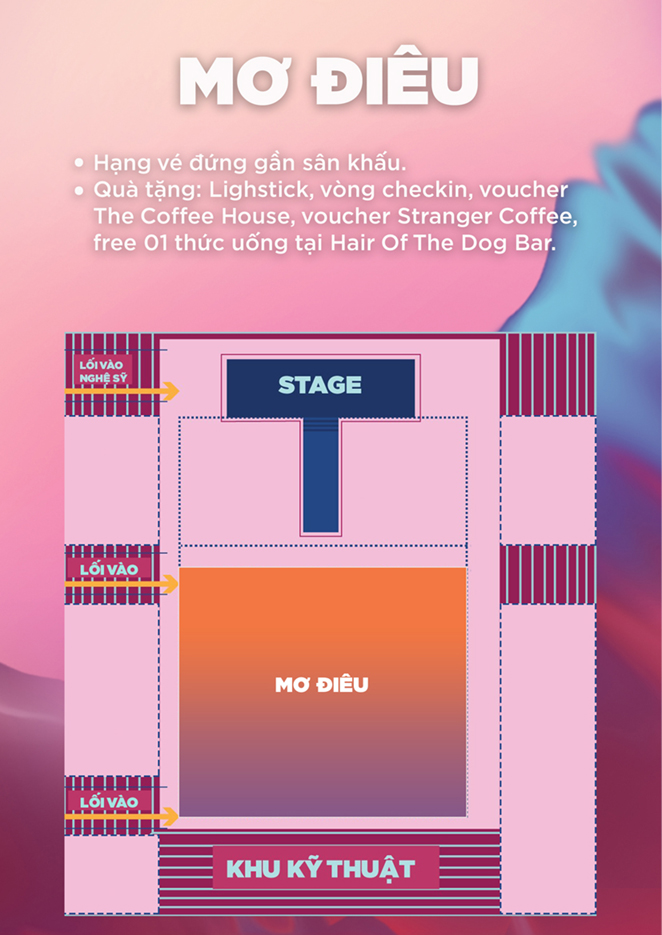 MƠ ĐIÊU
• Hạng vé đứng gần sân khấu.
• Quà tặng: Lighstick, vòng checkin, voucher
The Coffee House, voucher Stranger Coffee,
free 01 thức uống tại Hair Of The Dog Bar.
LỐI VÀO
NGHỆ SỸ
STAGE
LỐI VÀO
MƠ ĐIÊU
LỐI VÀO
KHU KỸ THUẬT